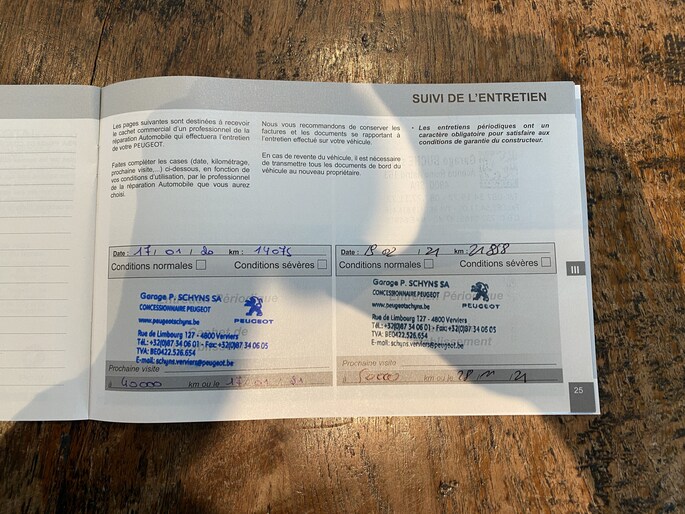 SUIVI DE L'ENTRETIEN
Les pages suivantes sont destinées à recevoir
le cachet commercial d'un professionnel de la
réparation Automobile qui effectuera l'entretien
de votre PEUGEOT.
Faites compléter les cases (date, kilométrage,
prochaine visite,...) ci-dessous, en fonction de
vos conditions d'utilisation, par le professionnel
de la réparation Automobile que vous aurez
choisi.
Nous vous recommandons de conserver les
factures et les documents se rapportant à
l'entretien effectué sur votre véhicule.
En cas de revente du véhicule, il est nécessaire
de transmettre tous les documents de bord du
véhicule au nouveau propriétaire.
- Les entretiens périodiques ont un
caractère obligatoire pour satisfaire aux
conditions de garantie du constructeur.
Date : 17 / 01 / 20 km : 14075
Conditions normales Conditions sévères
Garage P. SCHYNS SA
CONCESSIONNAIRE PEUGEOT
PEUGEOT
www.peugeotschyns.be
Rue de Limbourg 127 - 4800 Verviers
Tél.: +32(0)87 34 06 01 - Fax: +32(0)87 34 06 05
TVA: BE0422.526.654
E-mail: schyns.verviers@peugeot.be
Prochaine visite
à 40000 km ou le 17 / 01 / 21
Date : 02 / 21 km : 21858
Conditions normales Conditions sévères
Garage P. SCHYNS SA
CONCESSIONNAIRE PEUGEOT
PEUGEOT
www.peugeotschyns.be
Rue de Limbourg 127 - 4800 Verviers
Tél.: +32(0)87 34 06 01 - Fax: +32(0)87 34 06 05
TVA: BE0422.526.654
E-mail: schyns.verviers@peugeot.be
Prochaine visite
à km ou le
III
25